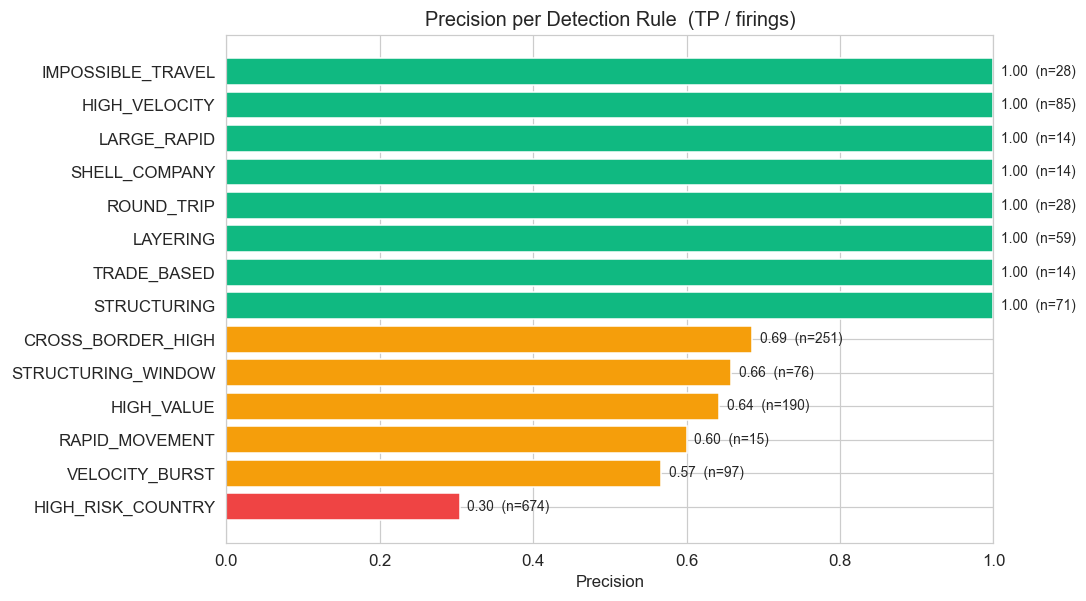 Precision per Detection Rule  (TP / firings)
IMPOSSIBLE_TRAVEL 1.00  (n=28)
HIGH_VELOCITY 1.00  (n=85)
LARGE_RAPID 1.00  (n=14)
SHELL_COMPANY 1.00  (n=14)
ROUND_TRIP 1.00  (n=28)
LAYERING 1.00  (n=59)
TRADE_BASED 1.00  (n=14)
STRUCTURING 1.00  (n=71)
CROSS_BORDER_HIGH 0.69  (n=251)
STRUCTURING_WINDOW 0.66  (n=76)
HIGH_VALUE 0.64  (n=190)
RAPID_MOVEMENT 0.60  (n=15)
VELOCITY_BURST 0.57  (n=97)
HIGH_RISK_COUNTRY 0.30  (n=674)
0.0 0.2 0.4 0.6 0.8 1.0
Precision